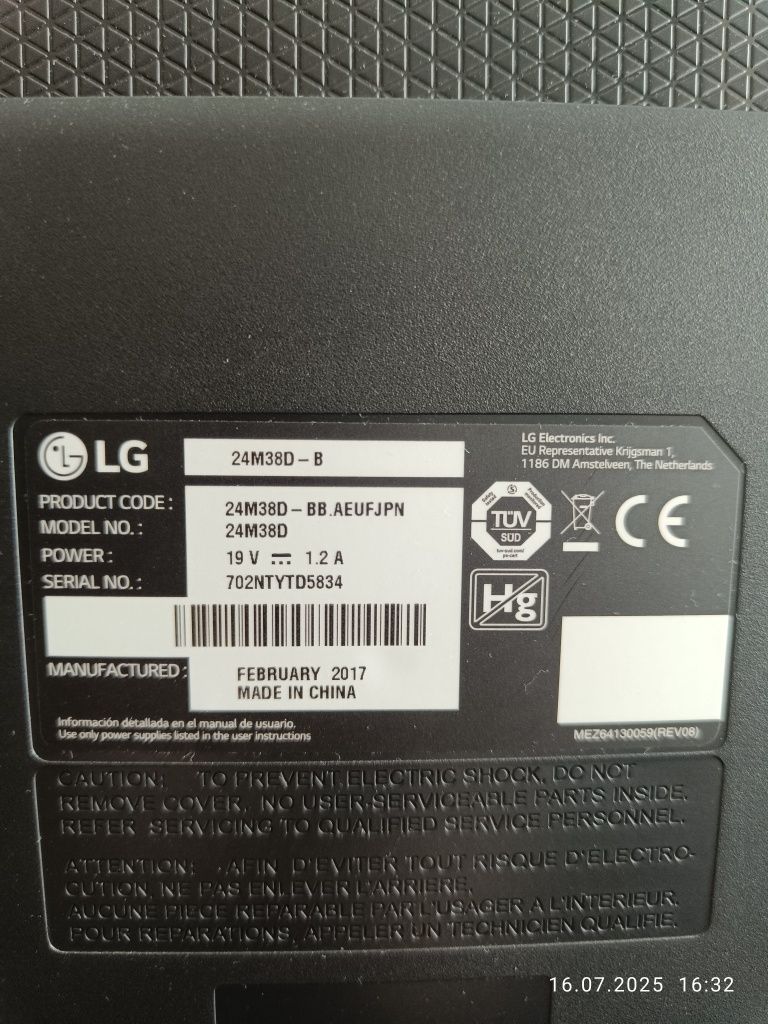 LG
24M38D-B
LG Electronics Inc.
EU Representative Krijgsman 1,
1186 DM Amstelveen, The Netherlands
PRODUCT CODE : 24M38D-BB.AEUFJPN
MODEL NO. : 24M38D
POWER : 19 V ⎓ 1.2 A
SERIAL NO. : 702NTYTD5834
TÜV
SÜD
CE
Hg
MANUFACTURED : FEBRUARY 2017
MADE IN CHINA
Información detallada en el manual de usuario.
Use only power supplies listed in the user instructions
MEZ64130059(REV08)
CAUTION: TO PREVENT ELECTRIC SHOCK, DO NOT
REMOVE COVER, NO USER-SERVICEABLE PARTS INSIDE.
REFER SERVICING TO QUALIFIED SERVICE PERSONNEL.
ATTENTION: AFIN D'EVITER TOUT RISQUE D'ELECTRO-
CUTION, NE PAS ENLEVER L'ARRIERE.
AUCUNE PIECE REPARABLE PAR L'USAGER A L'INTERIEUR.
POUR REPARATIONS, APPELER UN TECHNICIEN QUALIFIE.
16.07.2025 16:32